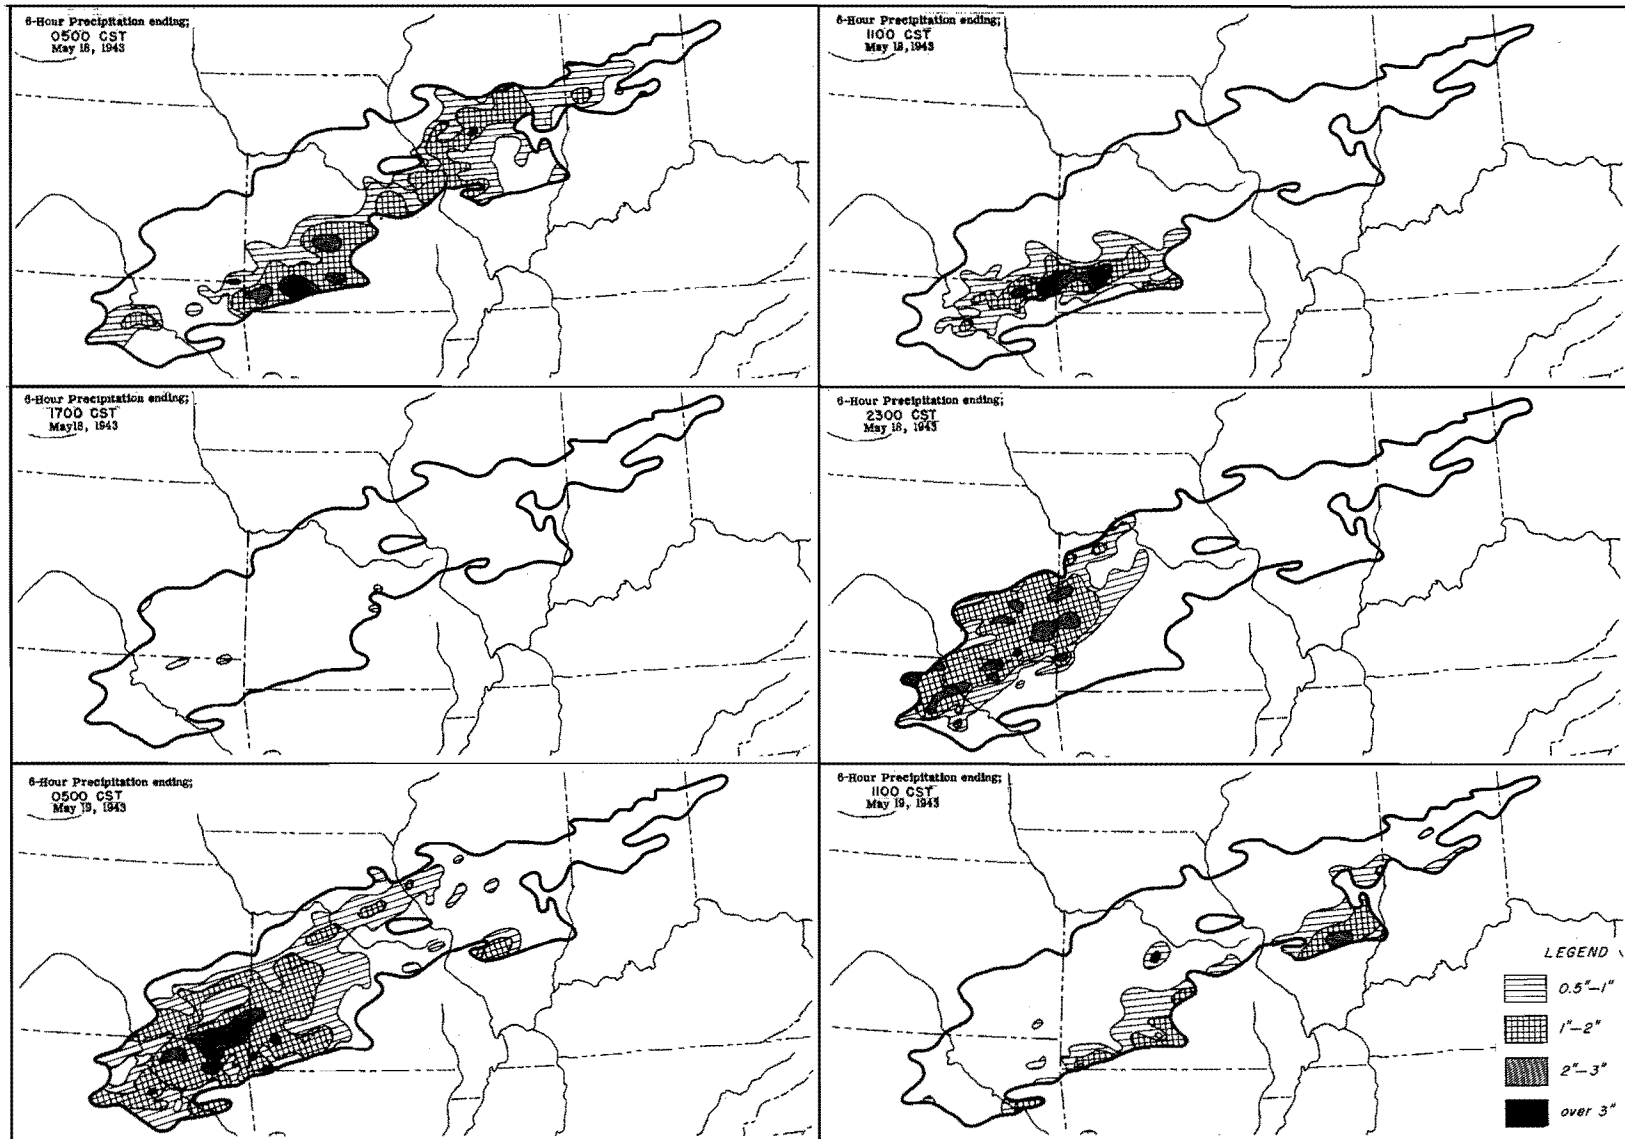 6-Hour Precipitation ending;
0500 CST
May 18, 1943
6-Hour Precipitation ending;
1100 CST
May 18, 1943
6-Hour Precipitation ending;
1700 CST
May18, 1943
6-Hour Precipitation ending;
2300 CST
May 18, 1943
6-Hour Precipitation ending;
0500 CST
May 19, 1943
6-Hour Precipitation ending;
1100 CST
May 19, 1943
LEGEND
0.5"-1"
1"-2"
2"-3"
over 3"